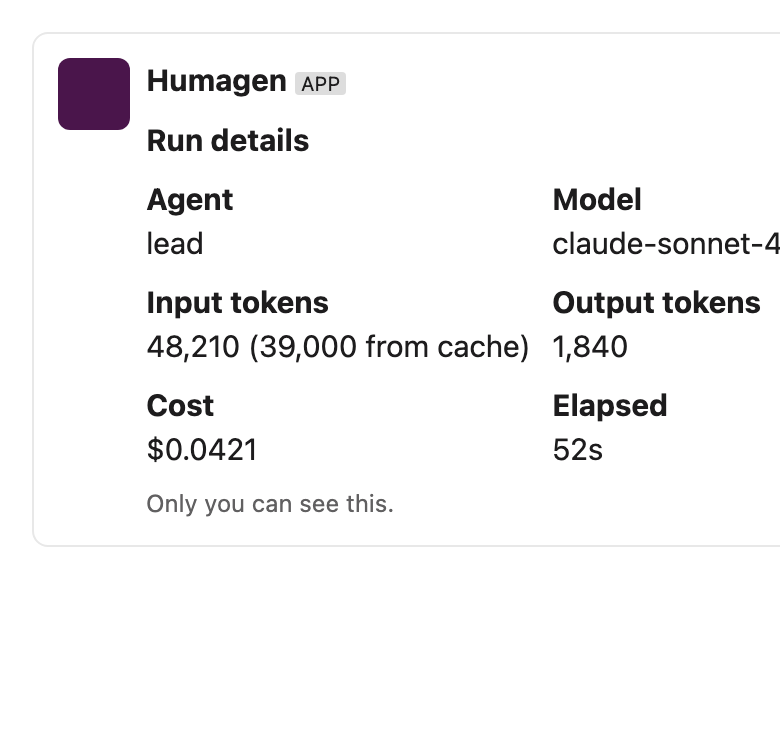 Humagen APP
Run details
Agent
lead
Model
claude-sonnet-4
Input tokens
48,210 (39,000 from cache)
Output tokens
1,840
Cost
$0.0421
Elapsed
52s
Only you can see this.